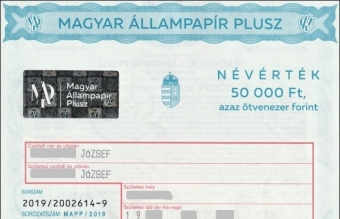 MAGYAR ÁLLAMPAPÍR PLUSZ
Magyar
Állampapír
Plusz
NÉVÉRTÉK
50 000 Ft,
azaz ötvenezer forint
Családi név és utónév
JÓZSEF
Születési családi név és utónév
JÓZSEF
SORSZÁM
2019/2002614-9
SOROZATSZÁM: MAPP/2019
Születési hely
Születési idő (év-hó-nap)
19